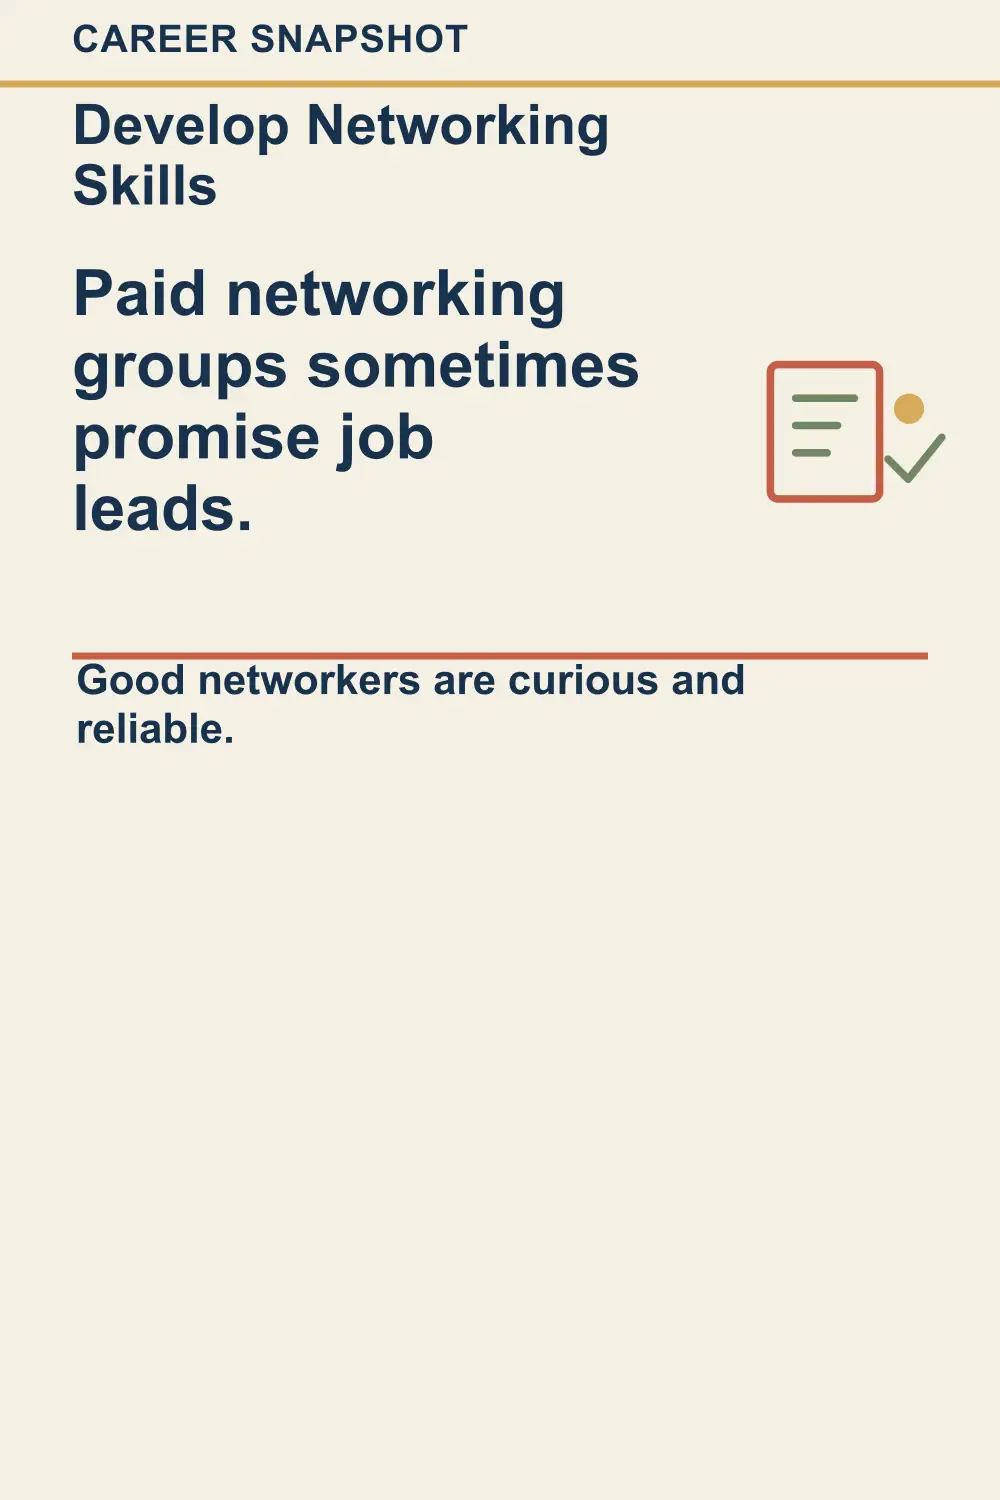 CAREER SNAPSHOT
Develop Networking
Skills
Paid networking
groups sometimes
promise job
leads.
Good networkers are curious and
reliable.